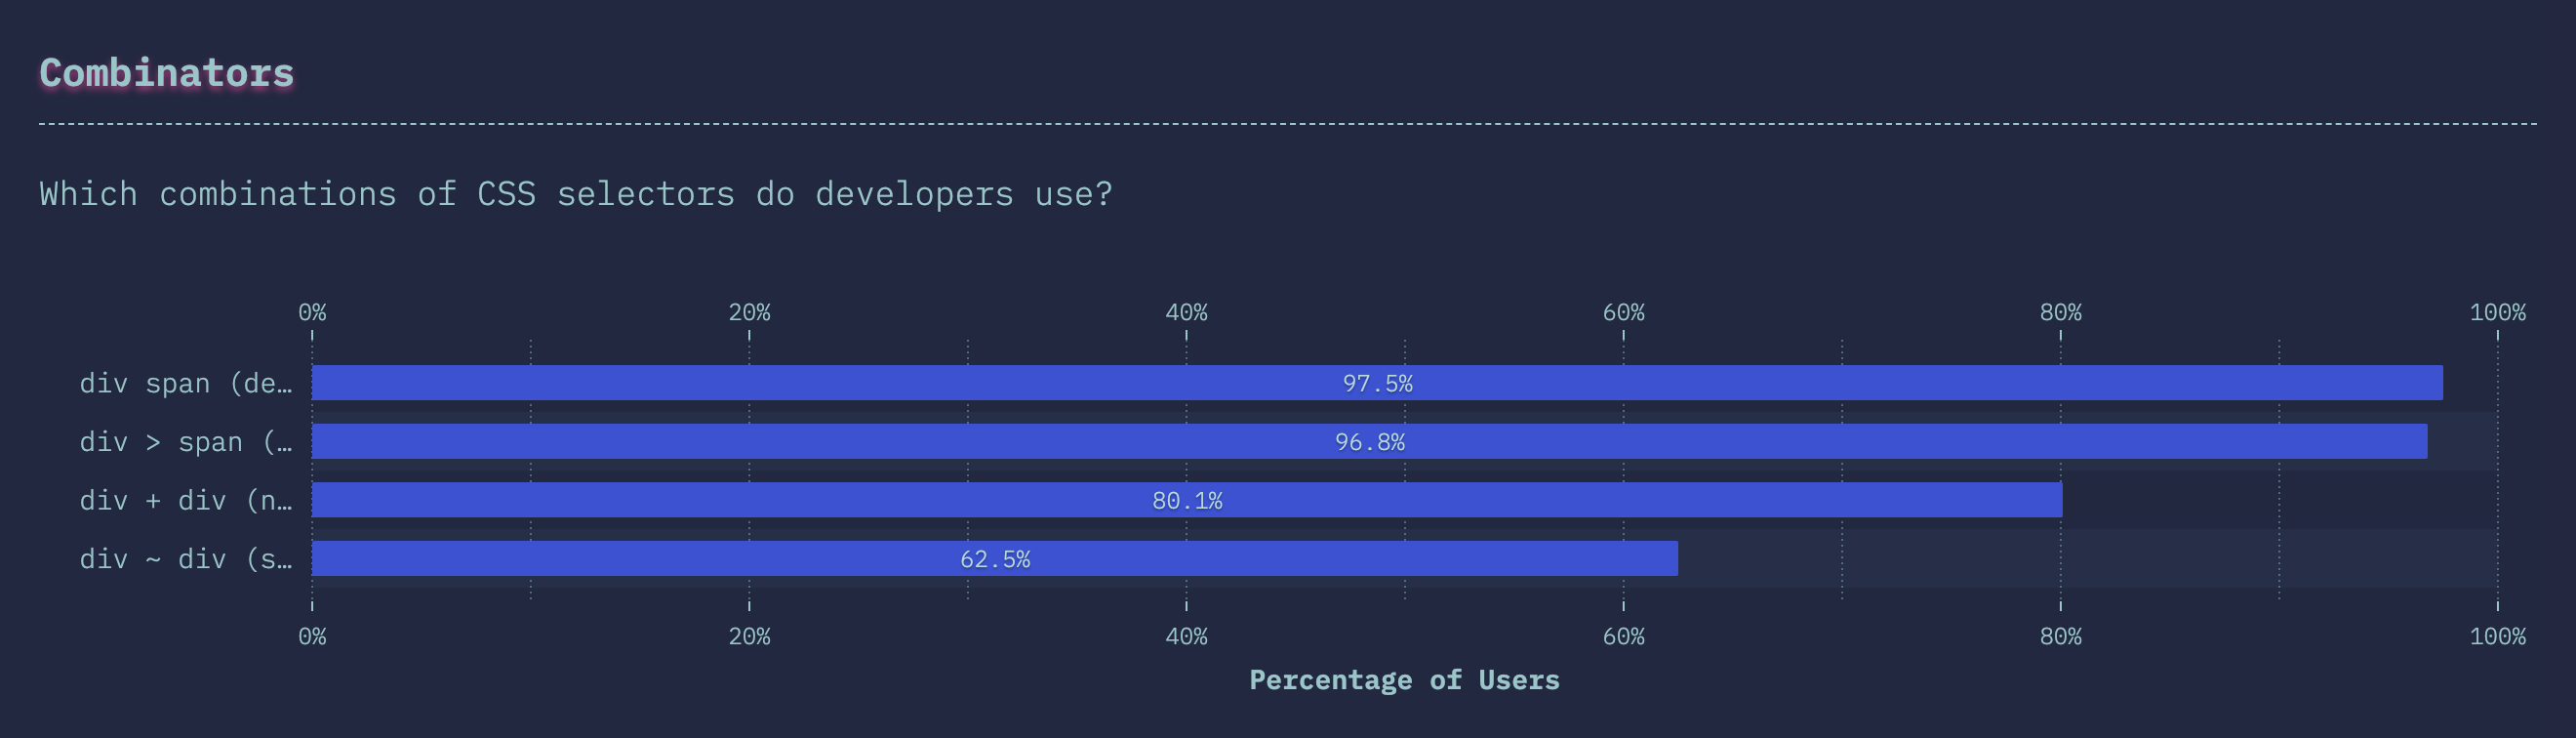 Combinators
Which combinations of CSS selectors do developers use?
0% 20% 40% 60% 80% 100%
div span (de… 97.5%
div > span (… 96.8%
div + div (n… 80.1%
div ~ div (s… 62.5%
0% 20% 40% 60% 80% 100%
Percentage of Users